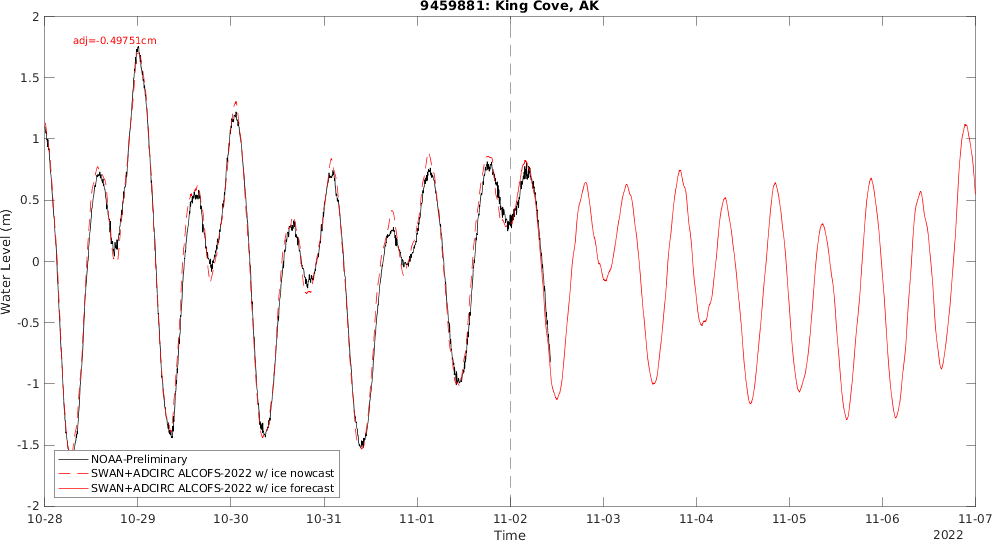 9459881: King Cove, AK
adj=-0.49751cm
2
1.5
1
0.5
0
-0.5
-1
-1.5
-2
Water Level (m)
NOAA-Preliminary
SWAN+ADCIRC ALCOFS-2022 w/ ice nowcast
SWAN+ADCIRC ALCOFS-2022 w/ ice forecast
10-28 10-29 10-30 10-31 11-01 11-02 11-03 11-04 11-05 11-06 11-07
Time
2022